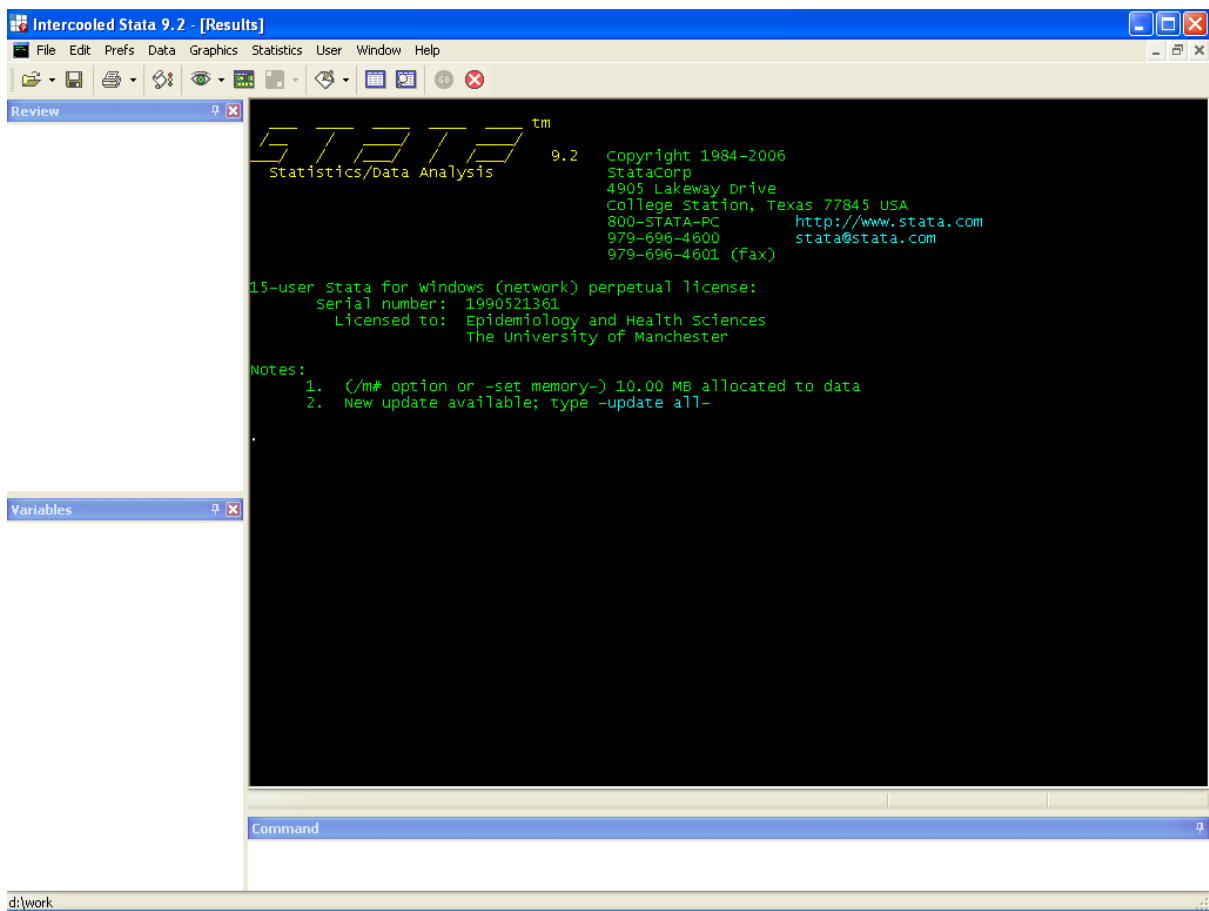 Intercooled Stata 9.2 - [Results]
File Edit Prefs Data Graphics Statistics User Window Help
Review
STATA tm
9.2 Copyright 1984-2006
Statistics/Data Analysis StataCorp
4905 Lakeway Drive
College Station, Texas 77845 USA
800-STATA-PC http://www.stata.com
979-696-4600 stata@stata.com
979-696-4601 (fax)
15-user Stata for Windows (network) perpetual license:
Serial number: 1990521361
Licensed to: Epidemiology and Health Sciences
The University of Manchester
Notes:
1. (/m# option or -set memory-) 10.00 MB allocated to data
2. New update available; type -update all-
.
Variables
Command
d:\work